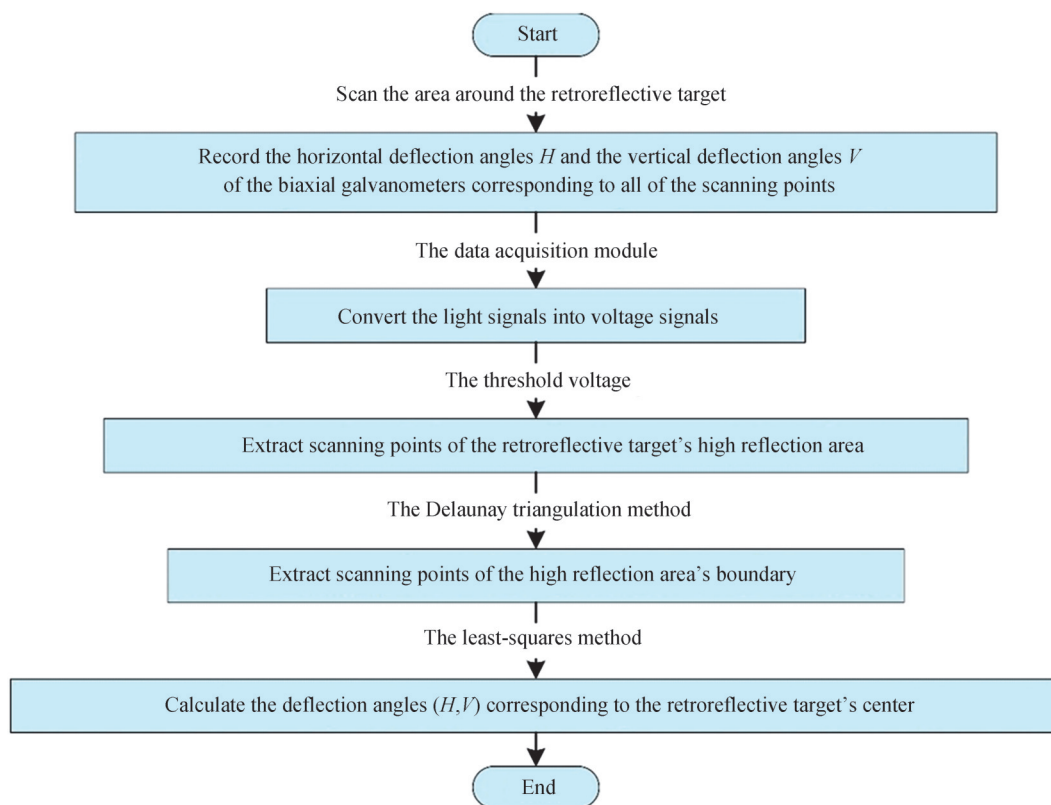 Start
Scan the area around the retroreflective target
Record the horizontal deflection angles H and the vertical deflection angles V
of the biaxial galvanometers corresponding to all of the scanning points
The data acquisition module
Convert the light signals into voltage signals
The threshold voltage
Extract scanning points of the retroreflective target's high reflection area
The Delaunay triangulation method
Extract scanning points of the high reflection area's boundary
The least-squares method
Calculate the deflection angles (H,V) corresponding to the retroreflective target's center
End